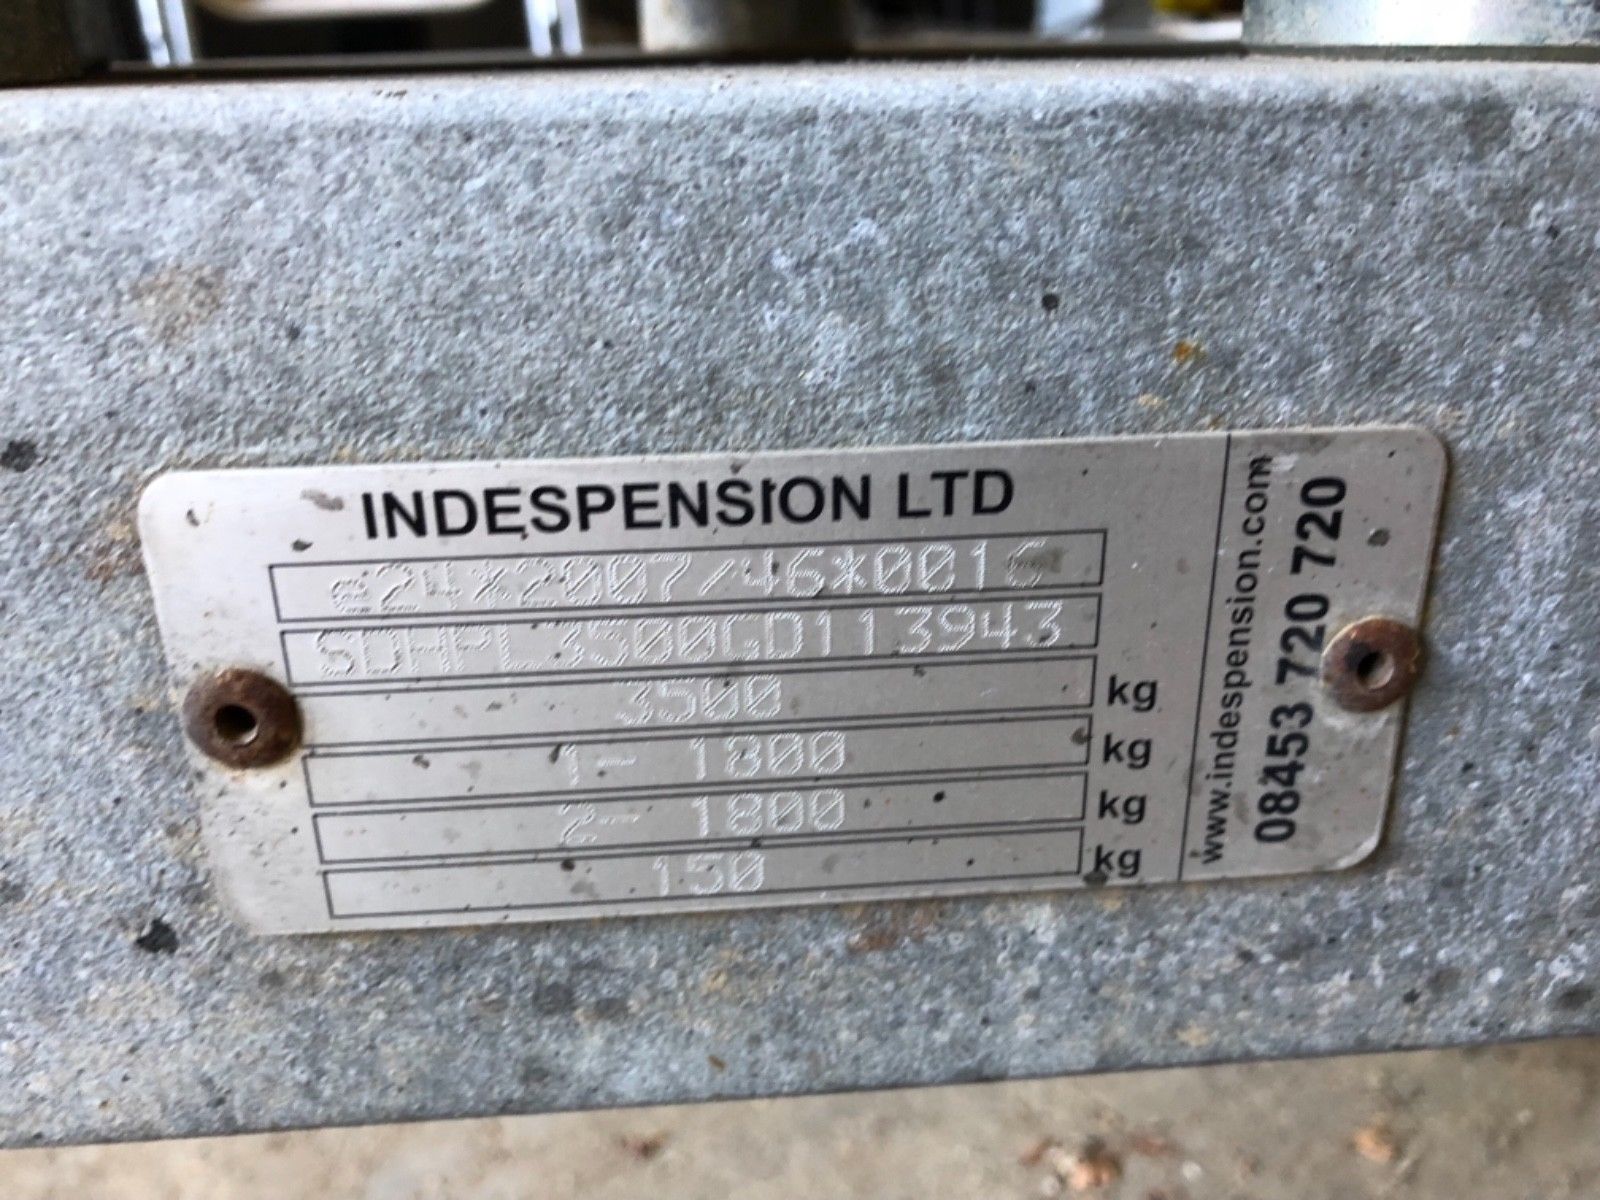 INDESPENSION LTD
e24*2007/46*0016
SDHPL3500GD113943
3500 kg
1- 1800 kg
2- 1800 kg
150 kg
www.indespension.com
08453 720 720